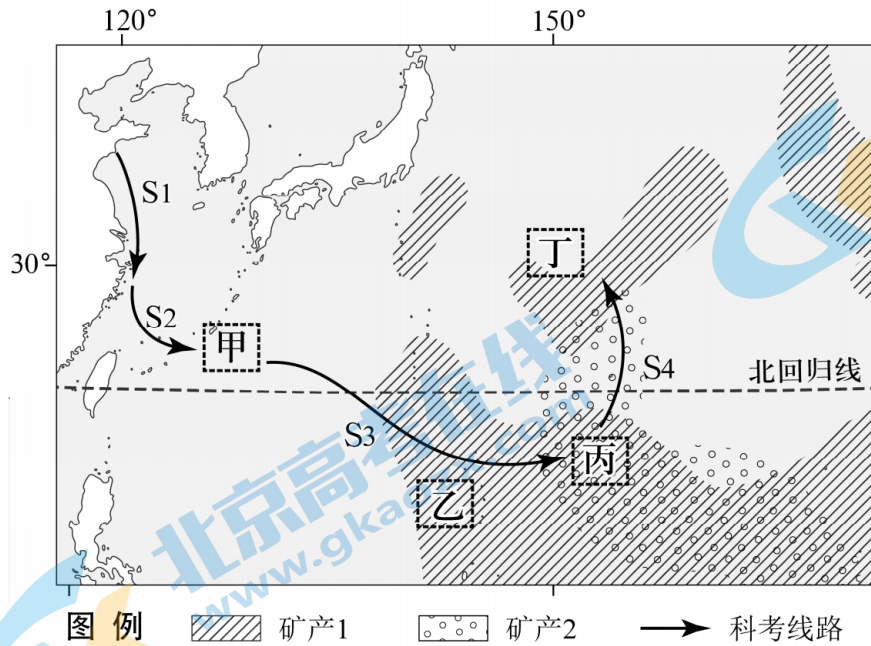 120° 150°
S1
30°
丁
S2
甲
S4
北回归线
S3
丙
乙
北京高考在线
www.gkaozx.com
图 例 矿产1 矿产2 科考线路